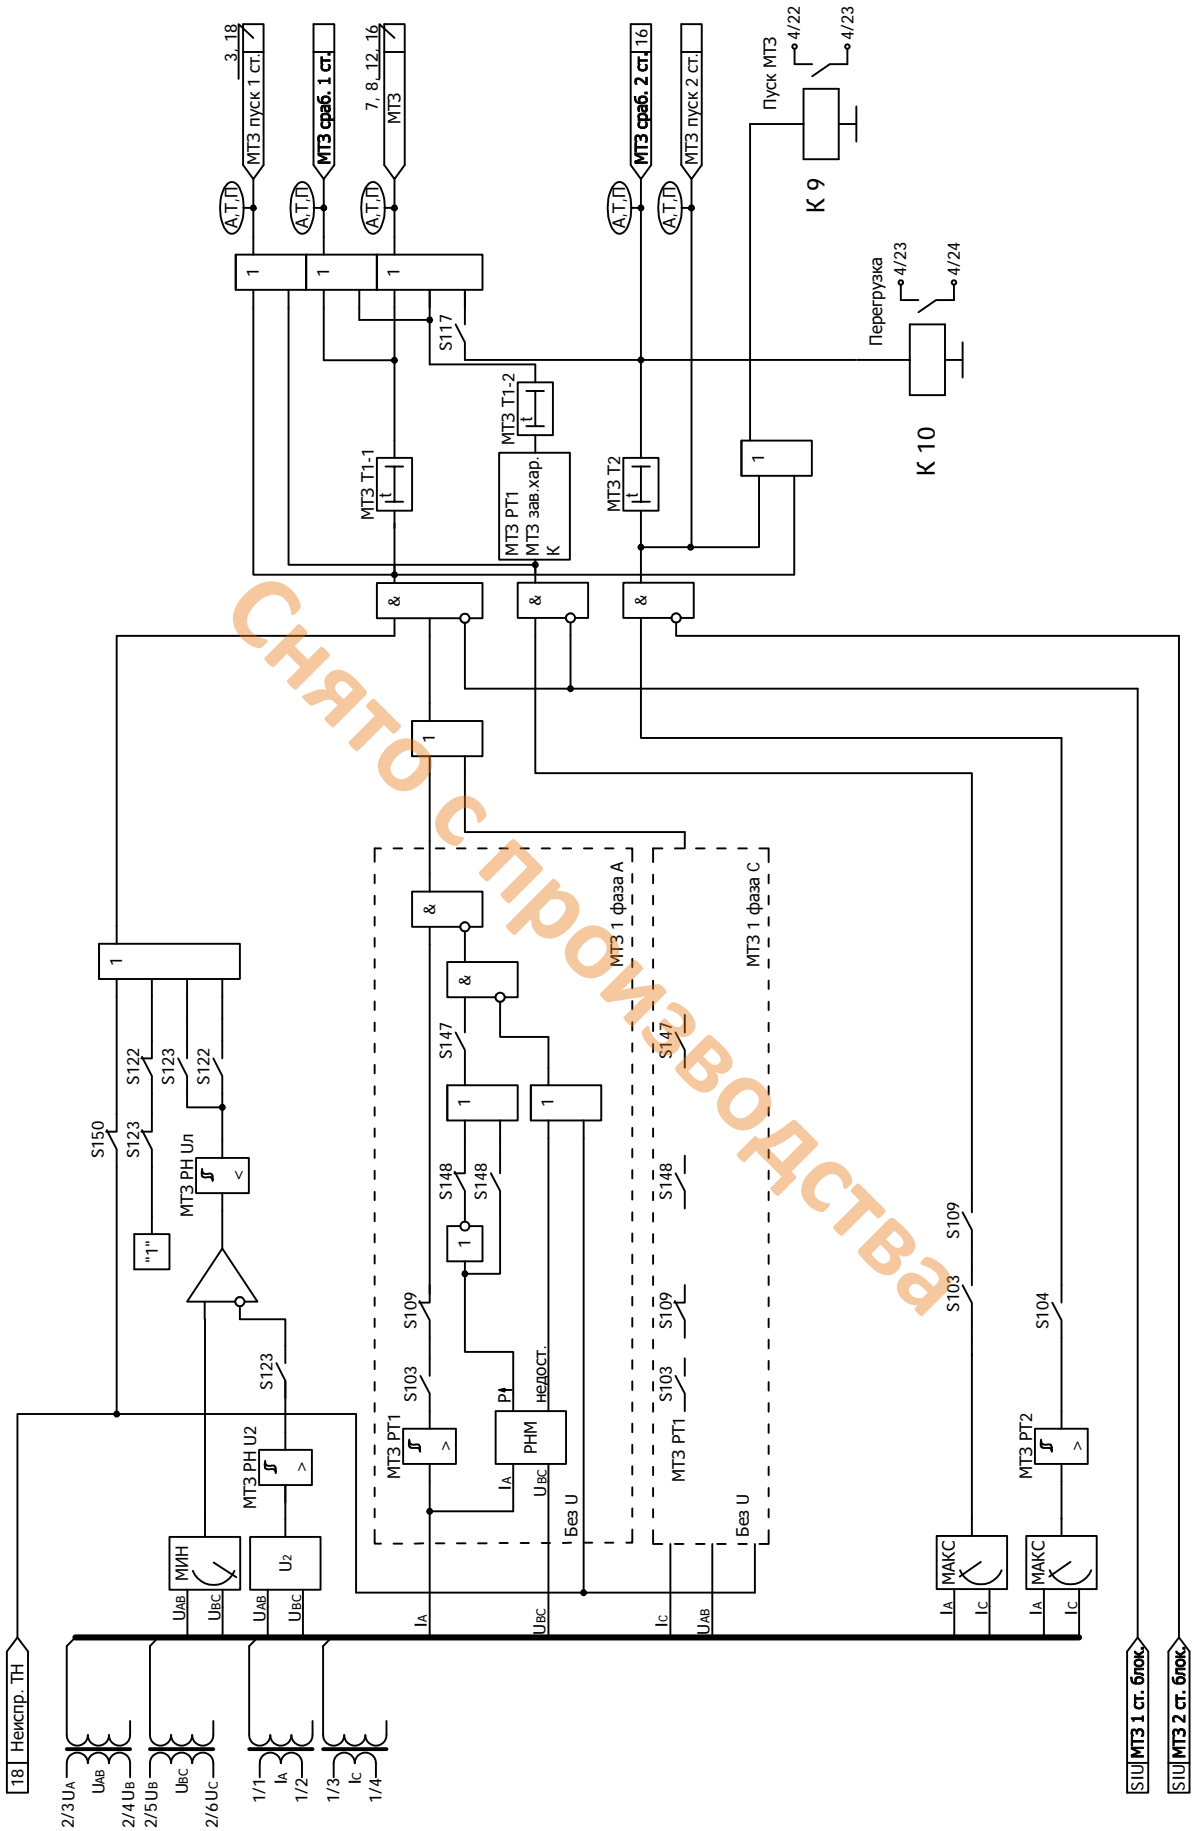 18 Неиспр. ТН
2/3 UA
UAB
2/4 UB
2/5 UB
UBC
2/6 UC
1/1
IA
1/2
1/3
IC
1/4
UAB
UBC
МИН
UAB
UBC
U2
МТЗ РН U2
S123
МТЗ РН Uл
<
>
"1"
S150
S123
S122
S123
S122
1
IA
UBC
МТЗ РТ1
>
S103
S109
IA
UBC
РНМ
P
недост.
Без U
1
S148
S148
1
1
S147
&
&
МТЗ 1 фаза А
IC
UAB
МТЗ РТ1
S103
S109
S148
S147
Без U
МТЗ 1 фаза С
1
IA
IC
МАКС
S103
S109
IA
IC
МАКС
МТЗ РТ2
>
S104
&
&
&
МТЗ Т1-1
t
МТЗ РТ1
МТЗ зав.хар.
К
МТЗ Т1-2
t
МТЗ Т2
t
1
S117
1
1
1
А,Т,П
А,Т,П
А,Т,П
А,Т,П
А,Т,П
3, 18
МТЗ пуск 1 ст.
МТЗ сраб. 1 ст.
7, 8, 12, 16
МТЗ
МТЗ сраб. 2 ст. 16
МТЗ пуск 2 ст.
Пуск МТЗ
4/22
4/23
К 9
Перегрузка
4/23
4/24
К 10
SIU МТЗ 1 ст. блок.
SIU МТЗ 2 ст. блок.
Снято с производства